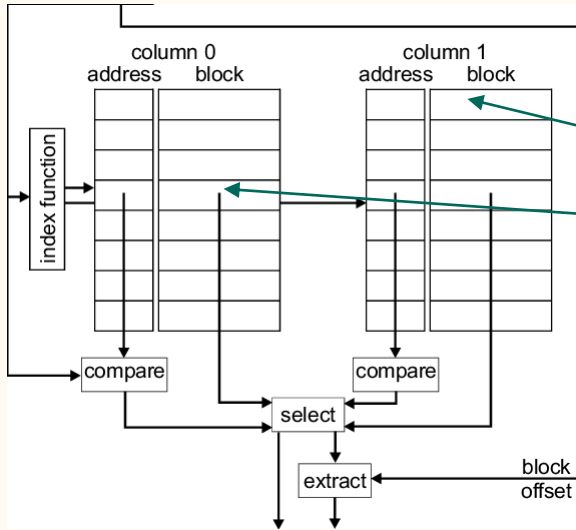 column 0
column 1
address block
address block
index function
compare
compare
select
extract
block
offset